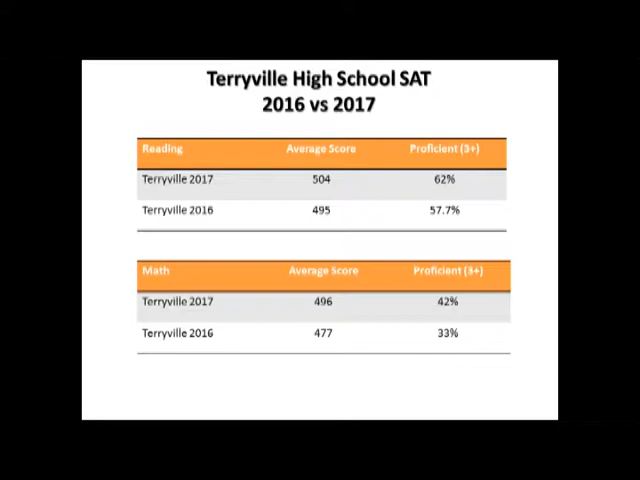 Terryville High School SAT
2016 vs 2017
Reading Average Score Proficient (3+)
Terryville 2017 504 62%
Terryville 2016 495 57.7%
Math Average Score Proficient (3+)
Terryville 2017 496 42%
Terryville 2016 477 33%